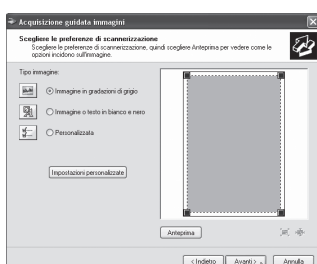 Acquisizione guidata immagini
Scegliere le preferenze di scannerizzazione
Scegliere le preferenze di scannerizzazione, quindi scegliere Anteprima per vedere come le
opzioni incidono sull'immagine.
Tipo immagine:
Immagine in gradazioni di grigio
Immagine o testo in bianco e nero
Personalizzata
Impostazioni personalizzate
Anteprima
< Indietro
Avanti >
Annulla